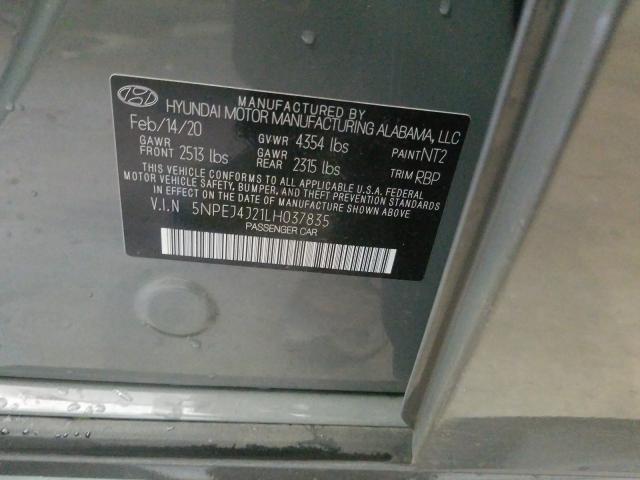 MANUFACTURED BY
HYUNDAI MOTOR MANUFACTURING ALABAMA, LLC
Feb/14/20 GVWR 4354 lbs PAINT NT2
GAWR FRONT 2513 lbs GAWR REAR 2315 lbs TRIM RBP
THIS VEHICLE CONFORMS TO ALL APPLICABLE U.S.A. FEDERAL
MOTOR VEHICLE SAFETY, BUMPER, AND THEFT PREVENTION STANDARDS
IN EFFECT ON THE DATE OF MANUFACTURE SHOWN ABOVE.
V.I.N 5NPEJ4J21LH037835
PASSENGER CAR